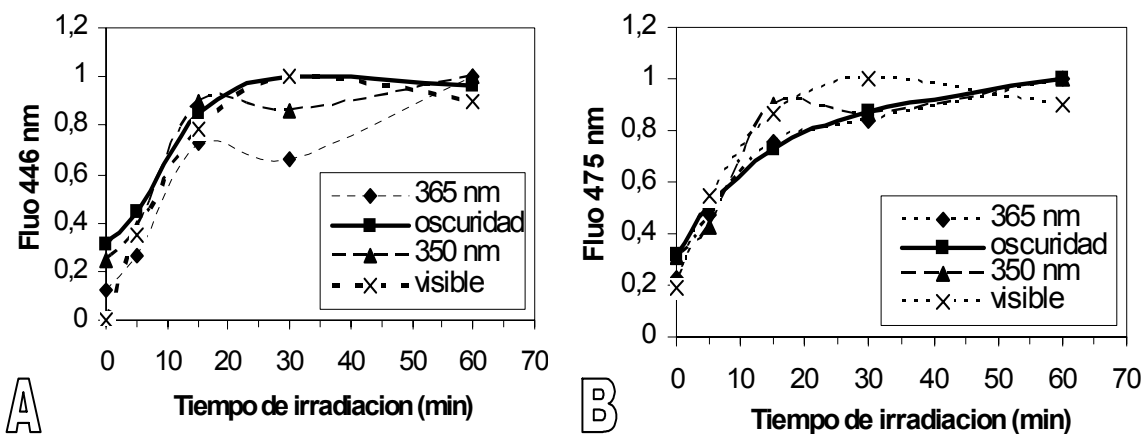 1,2
1
0,8
0,6
0,4
0,2
0
Fluo 446 nm
365 nm
oscuridad
350 nm
visible
0 10 20 30 40 50 60 70
Tiempo de irradiacion (min)
A
1,2
1
0,8
0,6
0,4
0,2
0
Fluo 475 nm
365 nm
oscuridad
350 nm
visible
0 10 20 30 40 50 60 70
Tiempo de irradiacion (min)
B